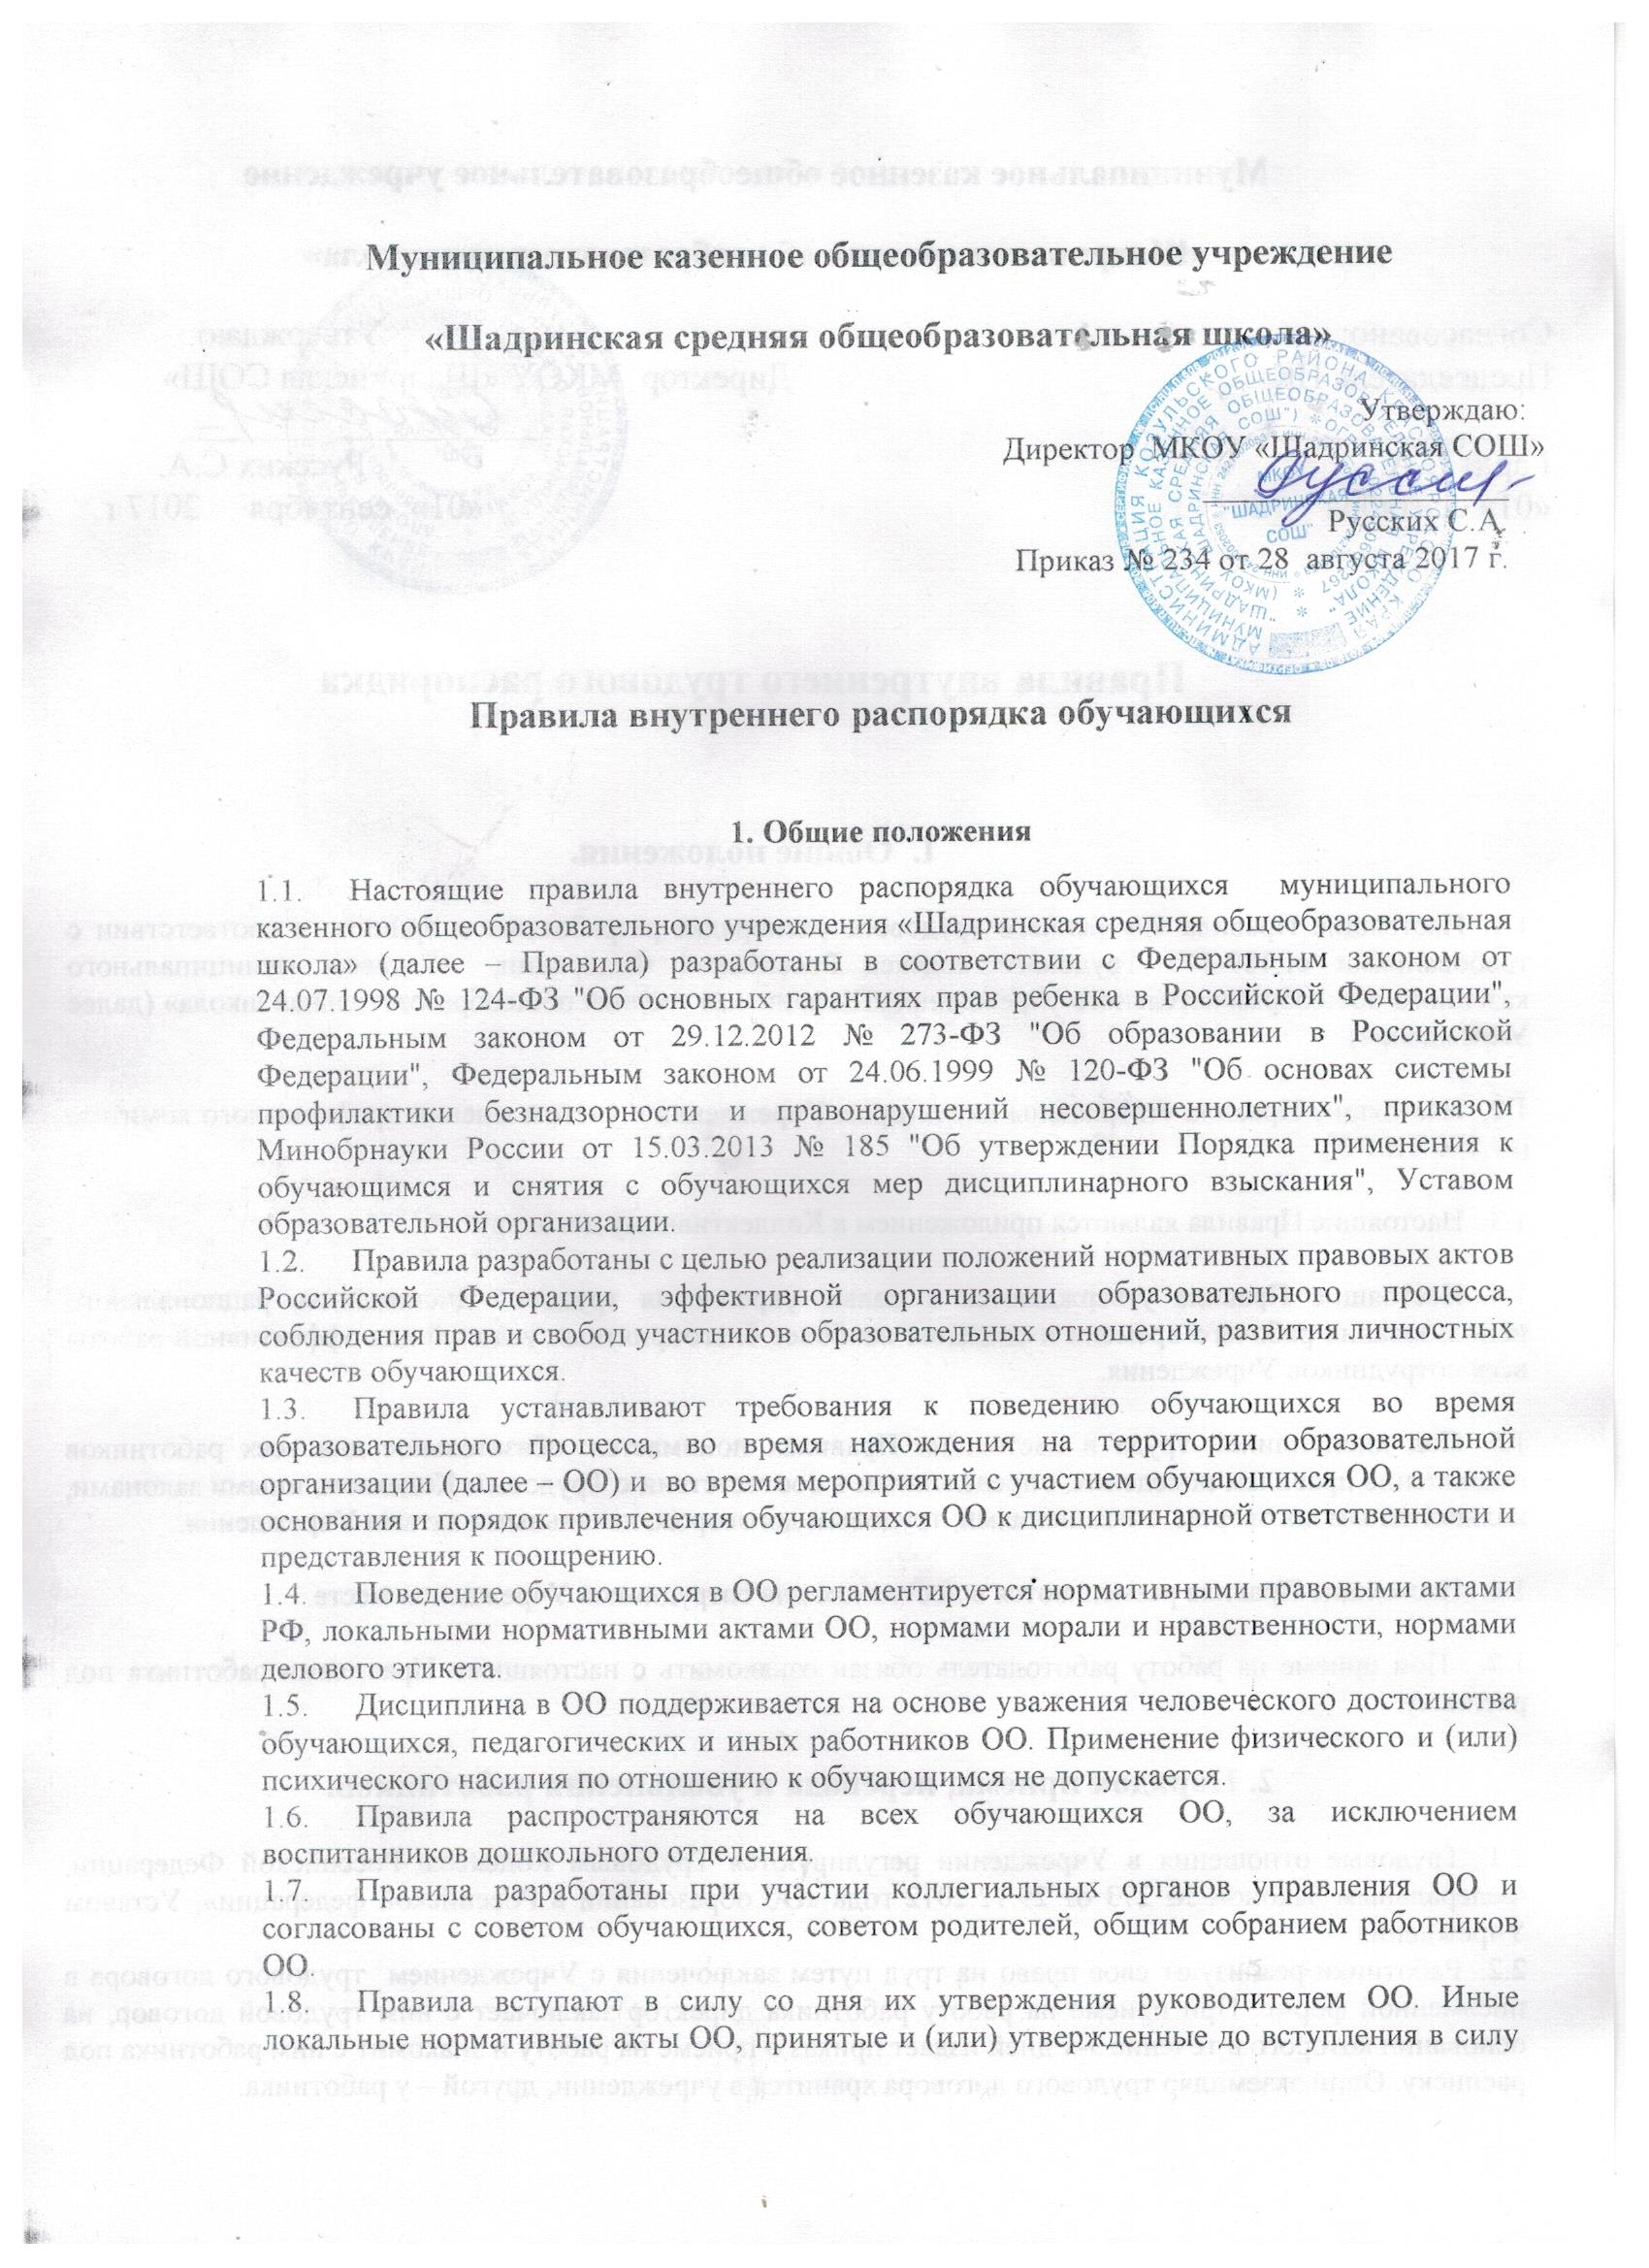 Муниципальное казенное общеобразовательное учреждение
«Шадринская средняя общеобразовательная школа»
Утверждаю:
Директор МКОУ «Шадринская СОШ»
Русских С.А.
Приказ № 234 от 28 августа 2017 г.
"ШАДРИНСКАЯ
СОШ"
Правила внутреннего распорядка обучающихся
1. Общие положения
1.1. Настоящие правила внутреннего распорядка обучающихся муниципального
казенного общеобразовательного учреждения «Шадринская средняя общеобразовательная
школа» (далее – Правила) разработаны в соответствии с Федеральным законом от
24.07.1998 № 124-ФЗ "Об основных гарантиях прав ребенка в Российской Федерации",
Федеральным законом от 29.12.2012 № 273-ФЗ "Об образовании в Российской
Федерации", Федеральным законом от 24.06.1999 № 120-ФЗ "Об основах системы
профилактики безнадзорности и правонарушений несовершеннолетних", приказом
Минобрнауки России от 15.03.2013 № 185 "Об утверждении Порядка применения к
обучающимся и снятия с обучающихся мер дисциплинарного взыскания", Уставом
образовательной организации.
1.2. Правила разработаны с целью реализации положений нормативных правовых актов
Российской Федерации, эффективной организации образовательного процесса,
соблюдения прав и свобод участников образовательных отношений, развития личностных
качеств обучающихся.
1.3. Правила устанавливают требования к поведению обучающихся во время
образовательного процесса, во время нахождения на территории образовательной
организации (далее – ОО) и во время мероприятий с участием обучающихся ОО, а также
основания и порядок привлечения обучающихся ОО к дисциплинарной ответственности и
представления к поощрению.
1.4. Поведение обучающихся в ОО регламентируется нормативными правовыми актами
РФ, локальными нормативными актами ОО, нормами морали и нравственности, нормами
делового этикета.
1.5. Дисциплина в ОО поддерживается на основе уважения человеческого достоинства
обучающихся, педагогических и иных работников ОО. Применение физического и (или)
психического насилия по отношению к обучающимся не допускается.
1.6. Правила распространяются на всех обучающихся ОО, за исключением
воспитанников дошкольного отделения.
1.7. Правила разработаны при участии коллегиальных органов управления ОО и
согласованы с советом обучающихся, советом родителей, общим собранием работников
ОО.
1.8. Правила вступают в силу со дня их утверждения руководителем ОО. Иные
локальные нормативные акты ОО, принятые и (или) утвержденные до вступления в силу